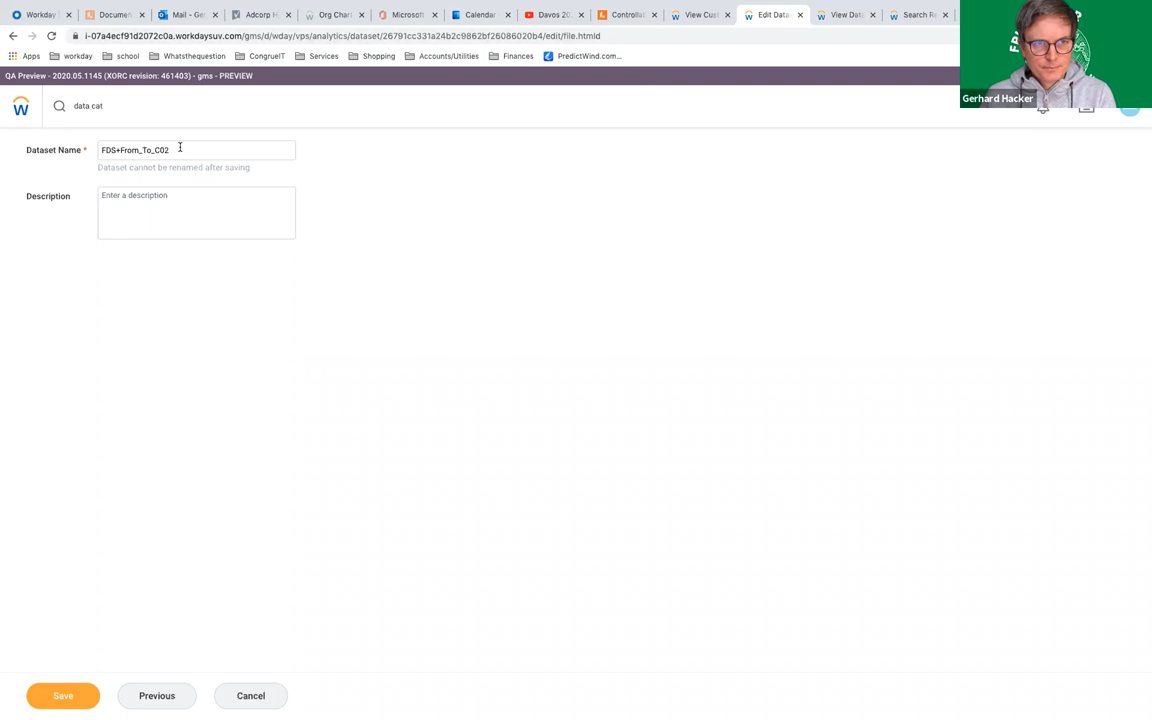 Workday
Documen
Mail - Ge
Adcorp H
Org Chart
Microsoft
Calendar
Davos 20
Controlla
View Cus
Edit Data
View Data
Search Re
i-07a4ecf91d2072c0a.workdaysuv.com/gms/d/wday/vps/analytics/dataset/26791cc331a24b2c9862bf26086020b4/edit/file.htmld
Apps
workday
school
Whatsthequestion
CongrueIT
Services
Shopping
Accounts/Utilities
Finances
PredictWind.com...
QA Preview - 2020.05.1145 (XORC revision: 461403) - gms - PREVIEW
Gerhard Hacker
data cat
Dataset Name *
FDS+From_To_C02
Dataset cannot be renamed after saving
Description
Enter a description
Save
Previous
Cancel